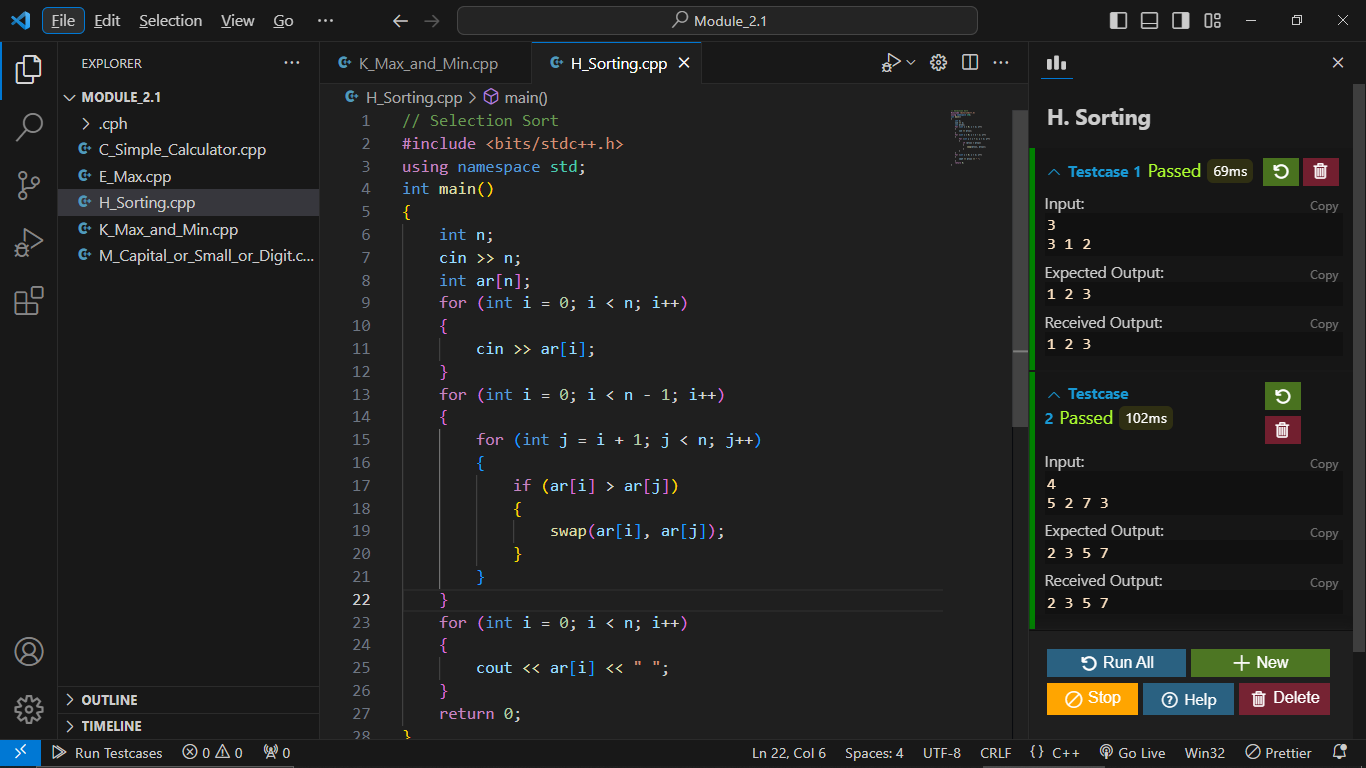 File Edit Selection View Go ··· Module_2.1
EXPLORER ···
MODULE_2.1
.cph
C_Simple_Calculator.cpp
E_Max.cpp
H_Sorting.cpp
K_Max_and_Min.cpp
M_Capital_or_Small_or_Digit.c...
OUTLINE
TIMELINE
K_Max_and_Min.cpp H_Sorting.cpp
H_Sorting.cpp > main()
1 // Selection Sort
2 #include <bits/stdc++.h>
3 using namespace std;
4 int main()
5 {
6 int n;
7 cin >> n;
8 int ar[n];
9 for (int i = 0; i < n; i++)
10 {
11 cin >> ar[i];
12 }
13 for (int i = 0; i < n - 1; i++)
14 {
15 for (int j = i + 1; j < n; j++)
16 {
17 if (ar[i] > ar[j])
18 {
19 swap(ar[i], ar[j]);
20 }
21 }
22 }
23 for (int i = 0; i < n; i++)
24 {
25 cout << ar[i] << " ";
26 }
27 return 0;
28 }
H. Sorting
Testcase 1 Passed 69ms
Input: Copy
3
3 1 2
Expected Output: Copy
1 2 3
Received Output: Copy
1 2 3
Testcase
2 Passed 102ms
Input: Copy
4
5 2 7 3
Expected Output: Copy
2 3 5 7
Received Output: Copy
2 3 5 7
Run All + New
Stop Help Delete
Run Testcases 0 0 0 Ln 22, Col 6 Spaces: 4 UTF-8 CRLF {} C++ Go Live Win32 Prettier